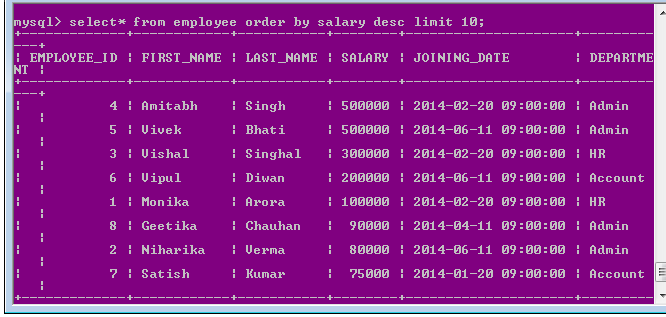 mysql> select* from employee order by salary desc limit 10;
+-------------+------------+-----------+--------+---------------------+---------
---+
| EMPLOYEE_ID | FIRST_NAME | LAST_NAME | SALARY | JOINING_DATE | DEPARTME
NT |
+-------------+------------+-----------+--------+---------------------+---------
---+
| 4 | Amitabh | Singh | 500000 | 2014-02-20 09:00:00 | Admin
|
| 5 | Vivek | Bhati | 500000 | 2014-06-11 09:00:00 | Admin
|
| 3 | Vishal | Singhal | 300000 | 2014-02-20 09:00:00 | HR
|
| 6 | Vipul | Diwan | 200000 | 2014-06-11 09:00:00 | Account
|
| 1 | Monika | Arora | 100000 | 2014-02-20 09:00:00 | HR
|
| 8 | Geetika | Chauhan | 90000 | 2014-04-11 09:00:00 | Admin
|
| 2 | Niharika | Verma | 80000 | 2014-06-11 09:00:00 | Admin
|
| 7 | Satish | Kumar | 75000 | 2014-01-20 09:00:00 | Account
|
+-------------+------------+-----------+--------+---------------------+---------